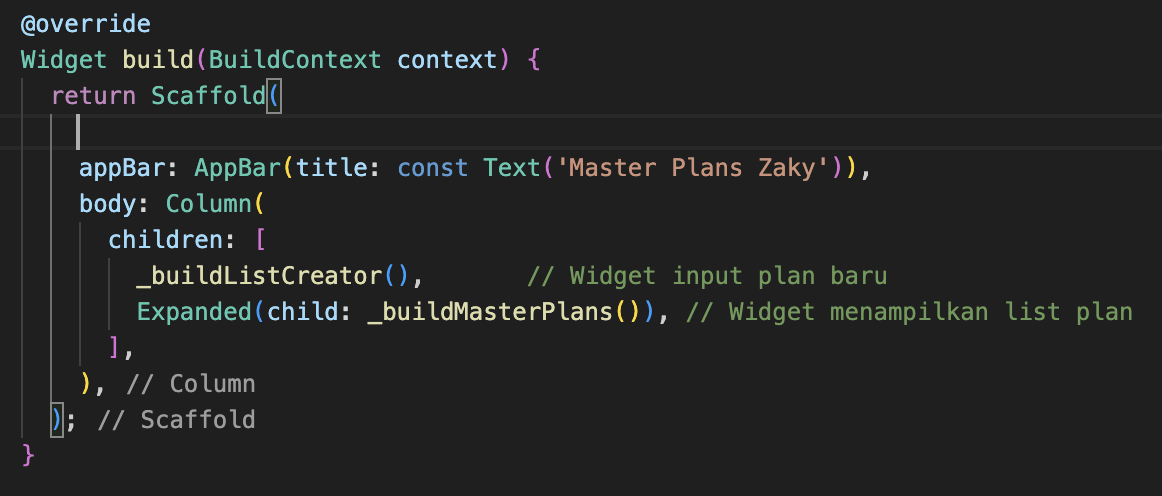 @override
Widget build(BuildContext context) {
  return Scaffold(

    appBar: AppBar(title: const Text('Master Plans Zaky')),
    body: Column(
      children: [
        _buildListCreator(),       // Widget input plan baru
        Expanded(child: _buildMasterPlans()), // Widget menampilkan list plan
      ],
    ), // Column
  ); // Scaffold
}